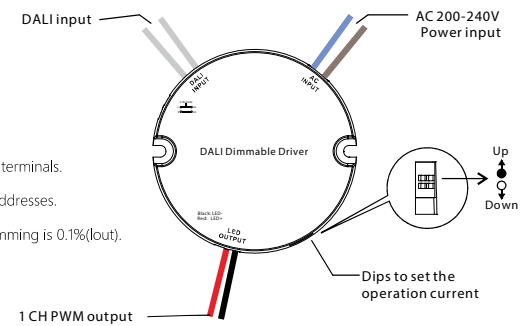 DALI input
AC 200-240V
Power input
DALI
INPUT
AC
INPUT
DALI Dimmable Driver
terminals.
ddresses.
mming is 0.1%(Iout).
Up
Down
Black: LED-
Red: LED+
LED
OUTPUT
Dips to set the
operation current
1 CH PWM output